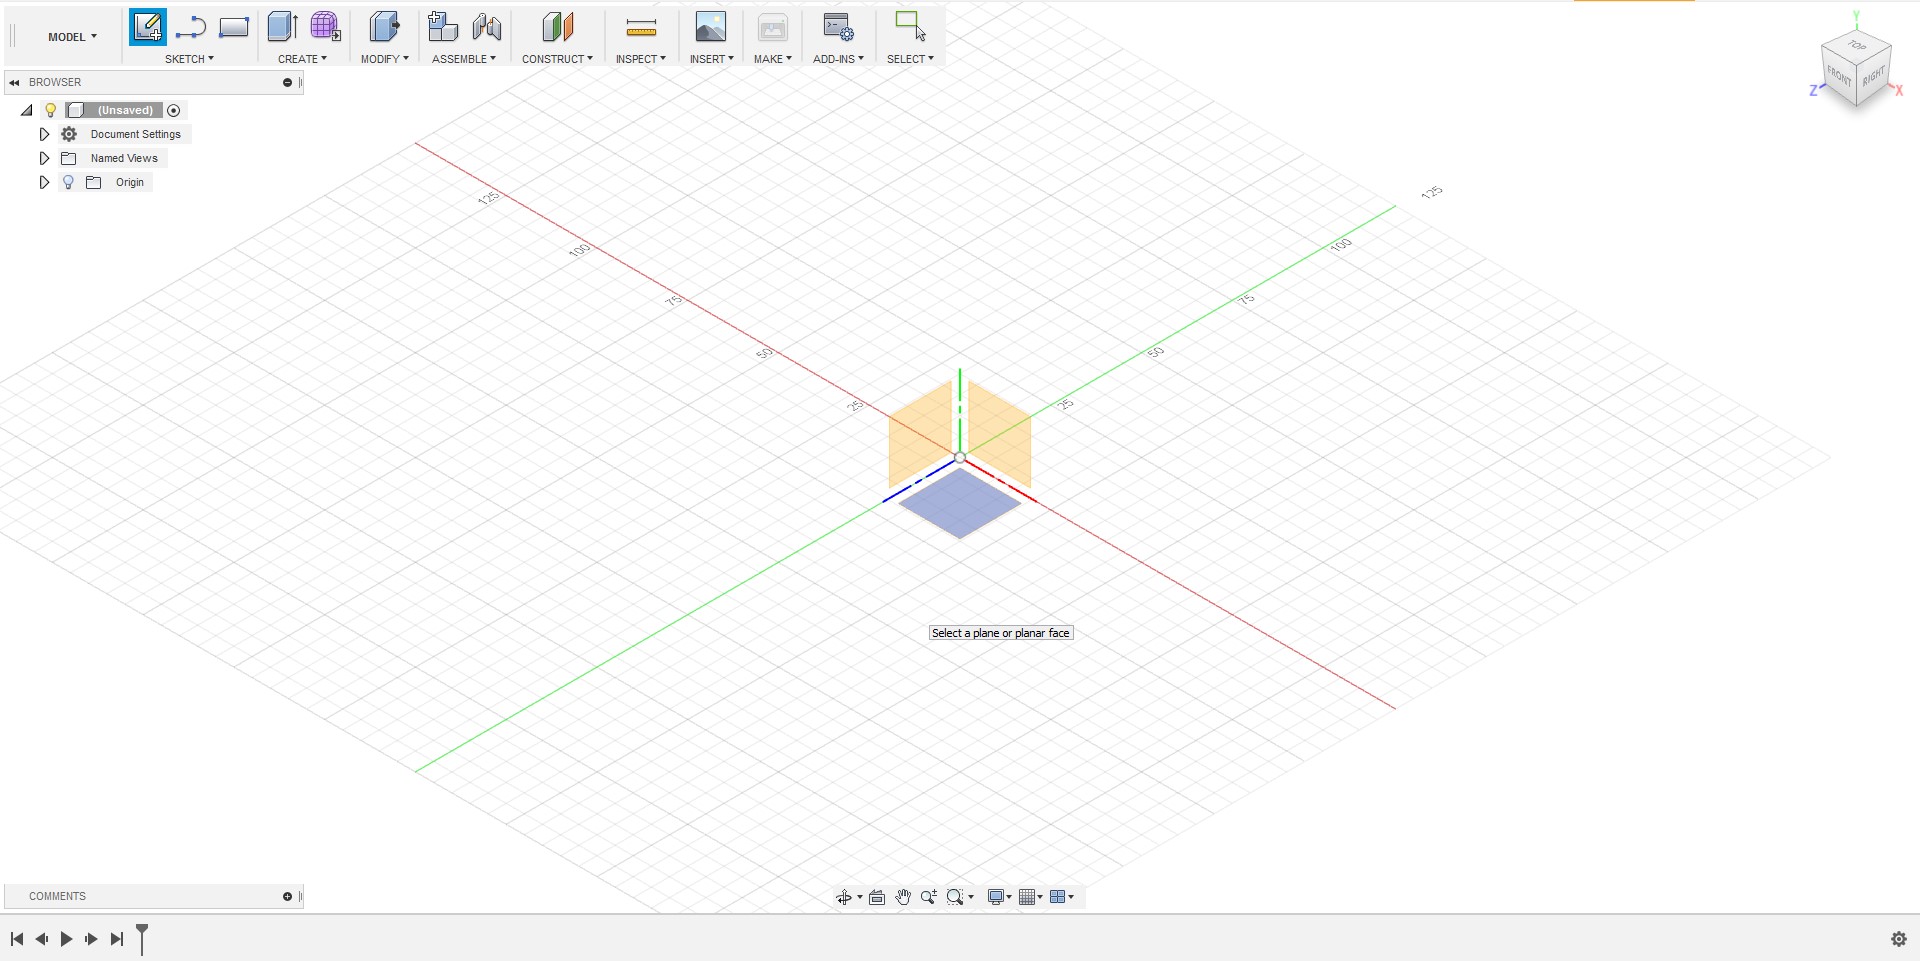 MODEL
SKETCH
CREATE
MODIFY
ASSEMBLE
CONSTRUCT
INSPECT
INSERT
MAKE
ADD-INS
SELECT
BROWSER
(Unsaved)
Document Settings
Named Views
Origin
Y
TOP
FRONT
RIGHT
Z
X
125
100
75
50
25
125
100
75
50
25
Select a plane or planar face
COMMENTS